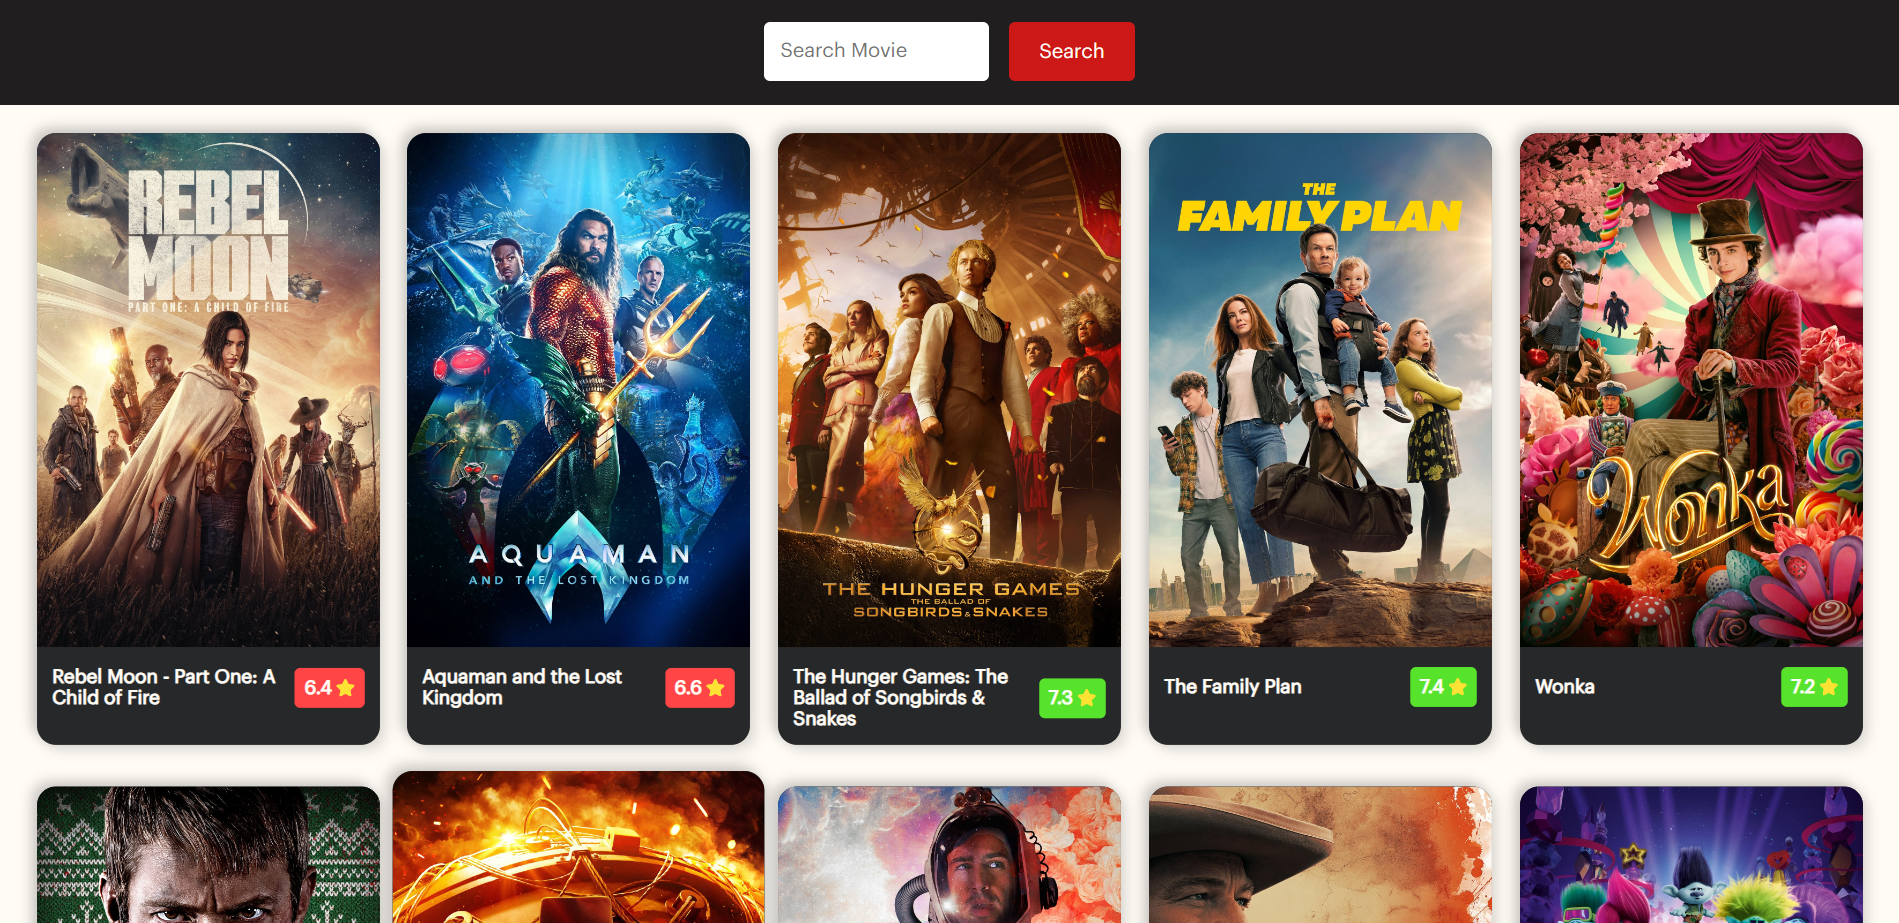 Search Movie
Search
REBEL
MOON
PART ONE: A CHILD OF FIRE
AQUAMAN
AND THE LOST KINGDOM
THE HUNGER GAMES
THE BALLAD OF
SONGBIRDS & SNAKES
THE
FAMILY PLAN
Wonka
Rebel Moon - Part One: A
Child of Fire
6.4
Aquaman and the Lost
Kingdom
6.6
The Hunger Games: The
Ballad of Songbirds &
Snakes
7.3
The Family Plan
7.4
Wonka
7.2